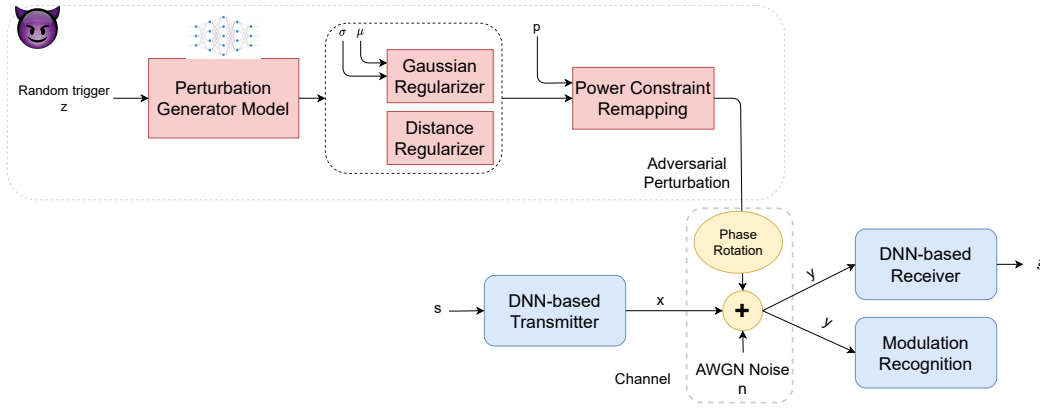 σ μ
p
Random trigger
z
Perturbation
Generator Model
Gaussian
Regularizer
Distance
Regularizer
Power Constraint
Remapping
Adversarial
Perturbation
Phase
Rotation
s
DNN-based
Transmitter
x
+
y
y
DNN-based
Receiver
Modulation
Recognition
Channel
AWGN Noise
n